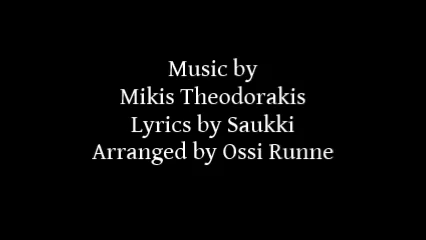 Music by
Mikis Theodorakis
Lyrics by Saukki
Arranged by Ossi Runne